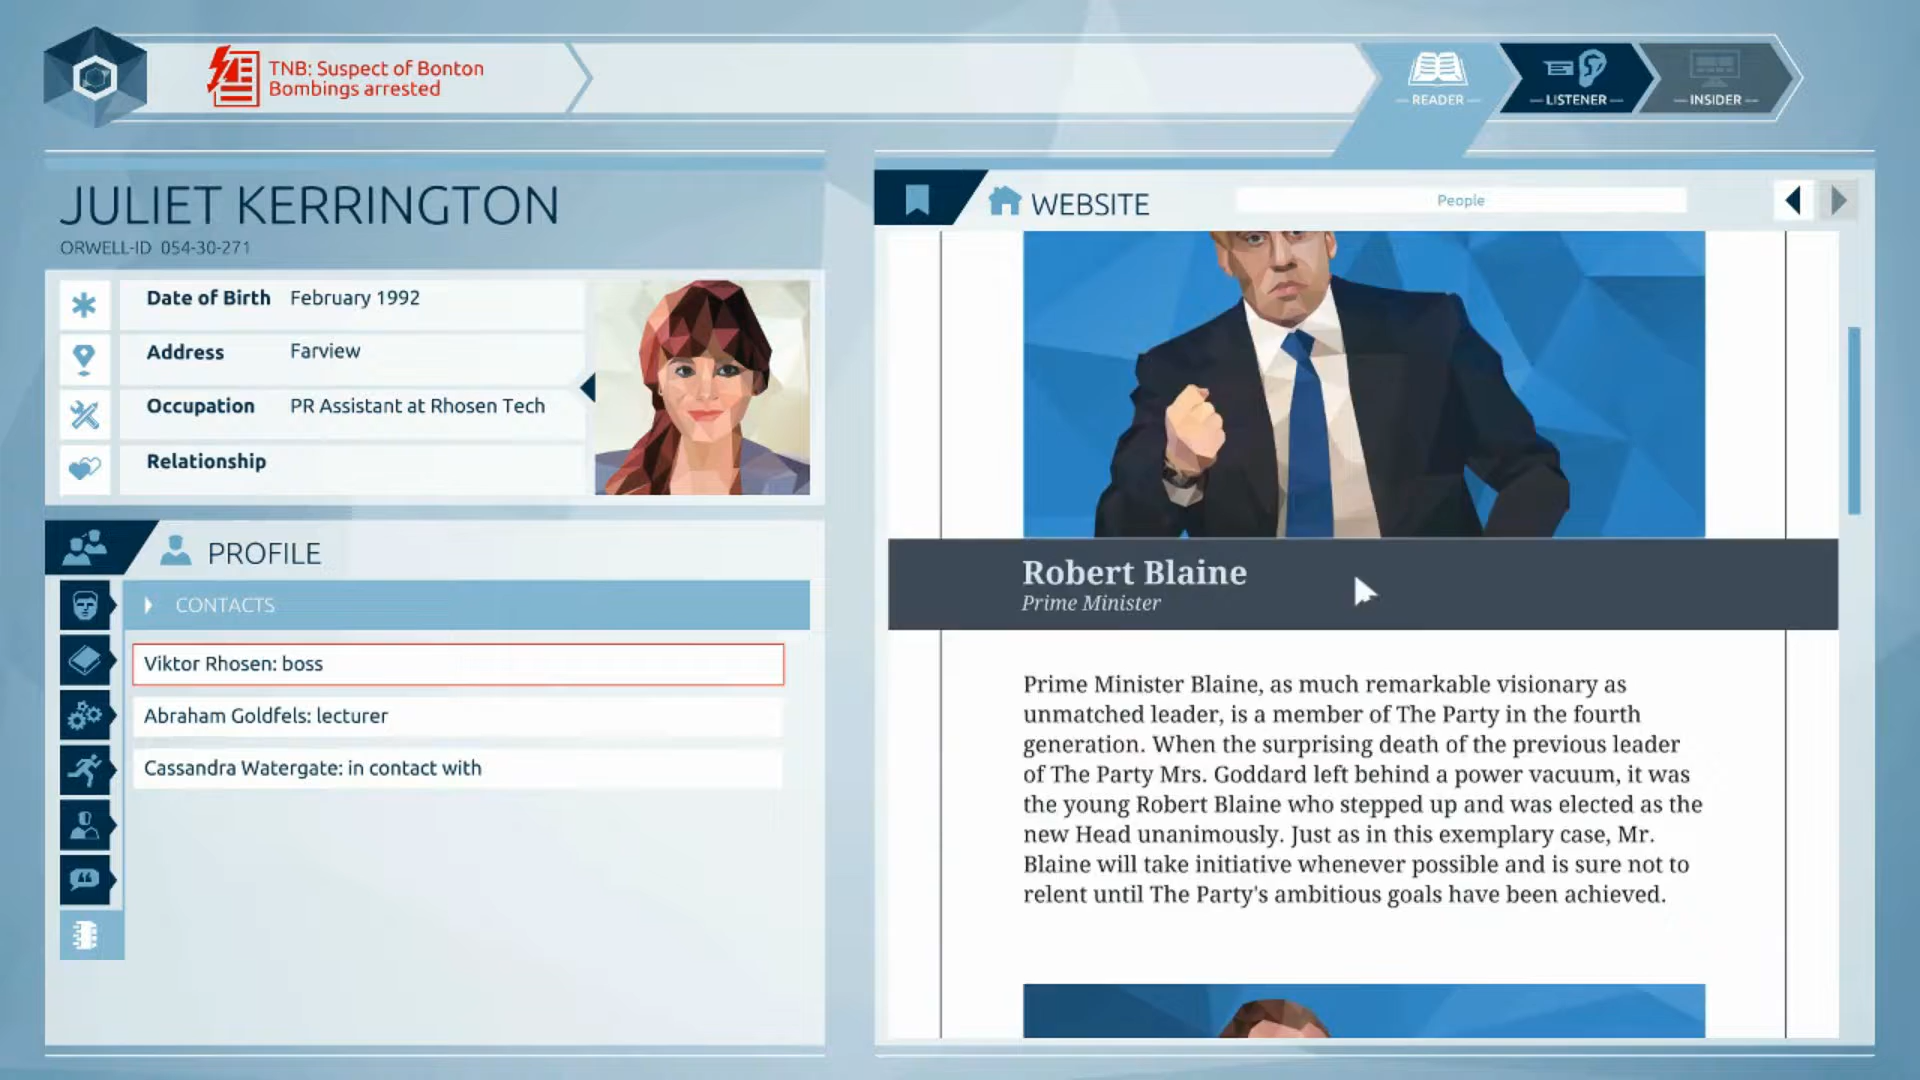 TNB: Suspect of Bonton
Bombings arrested
READER
LISTENER
INSIDER
JULIET KERRINGTON
ORWELL-ID 054-30-271
Date of Birth February 1992
Address Farview
Occupation PR Assistant at Rhosen Tech
Relationship
PROFILE
CONTACTS
Viktor Rhosen: boss
Abraham Goldfels: lecturer
Cassandra Watergate: in contact with
WEBSITE
People
Robert Blaine
Prime Minister
Prime Minister Blaine, as much remarkable visionary as
unmatched leader, is a member of The Party in the fourth
generation. When the surprising death of the previous leader
of The Party Mrs. Goddard left behind a power vacuum, it was
the young Robert Blaine who stepped up and was elected as the
new Head unanimously. Just as in this exemplary case, Mr.
Blaine will take initiative whenever possible and is sure not to
relent until The Party's ambitious goals have been achieved.